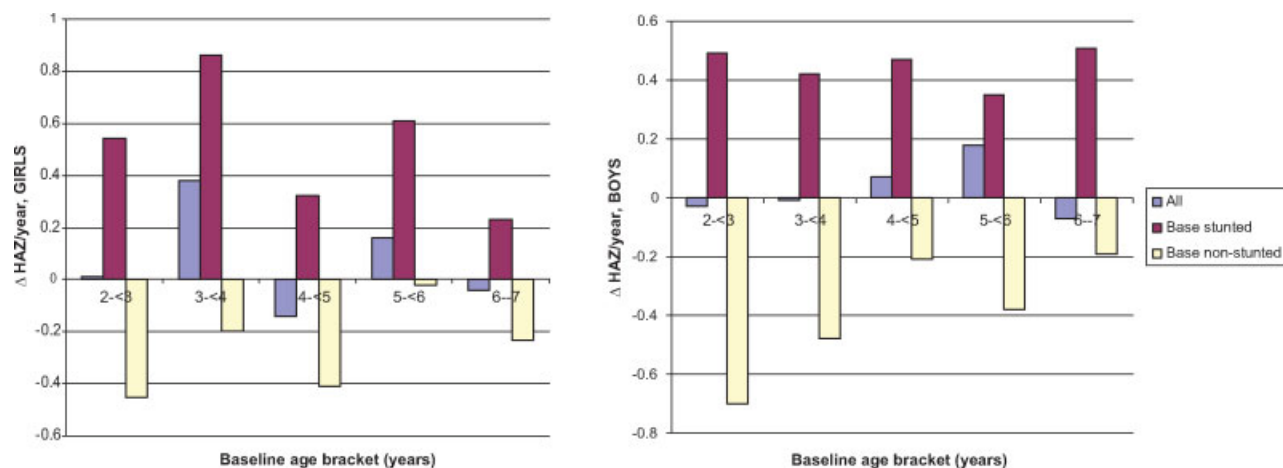 Δ HAZ/year, GIRLS
1
0.8
0.6
0.4
0.2
0
-0.2
-0.4
-0.6
2-<3 3-<4 4-<5 5-<6 6--7
Baseline age bracket (years)
Δ HAZ/year, BOYS
0.6
0.4
0.2
0
-0.2
-0.4
-0.6
-0.8
2-<3 3-<4 4-<5 5-<6 6--7
Baseline age bracket (years)
All
Base stunted
Base non-stunted